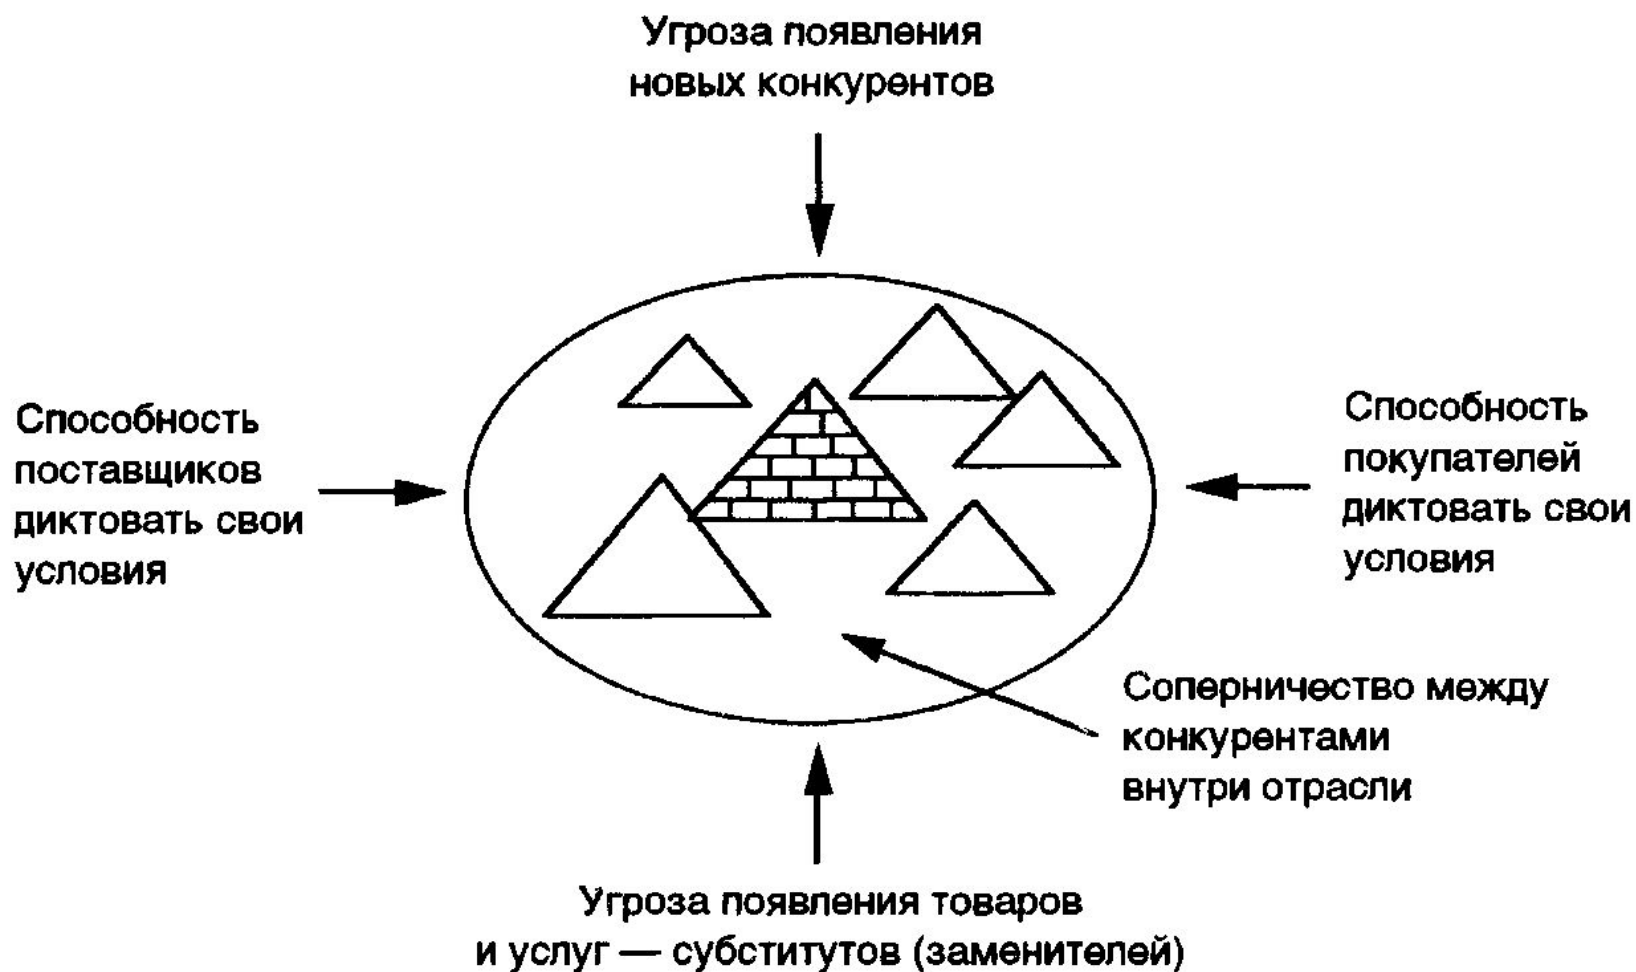 Угроза появления
новых конкурентов
Способность
поставщиков
диктовать свои
условия
Способность
покупателей
диктовать свои
условия
Соперничество между
конкурентами
внутри отрасли
Угроза появления товаров
и услуг — субститутов (заменителей)